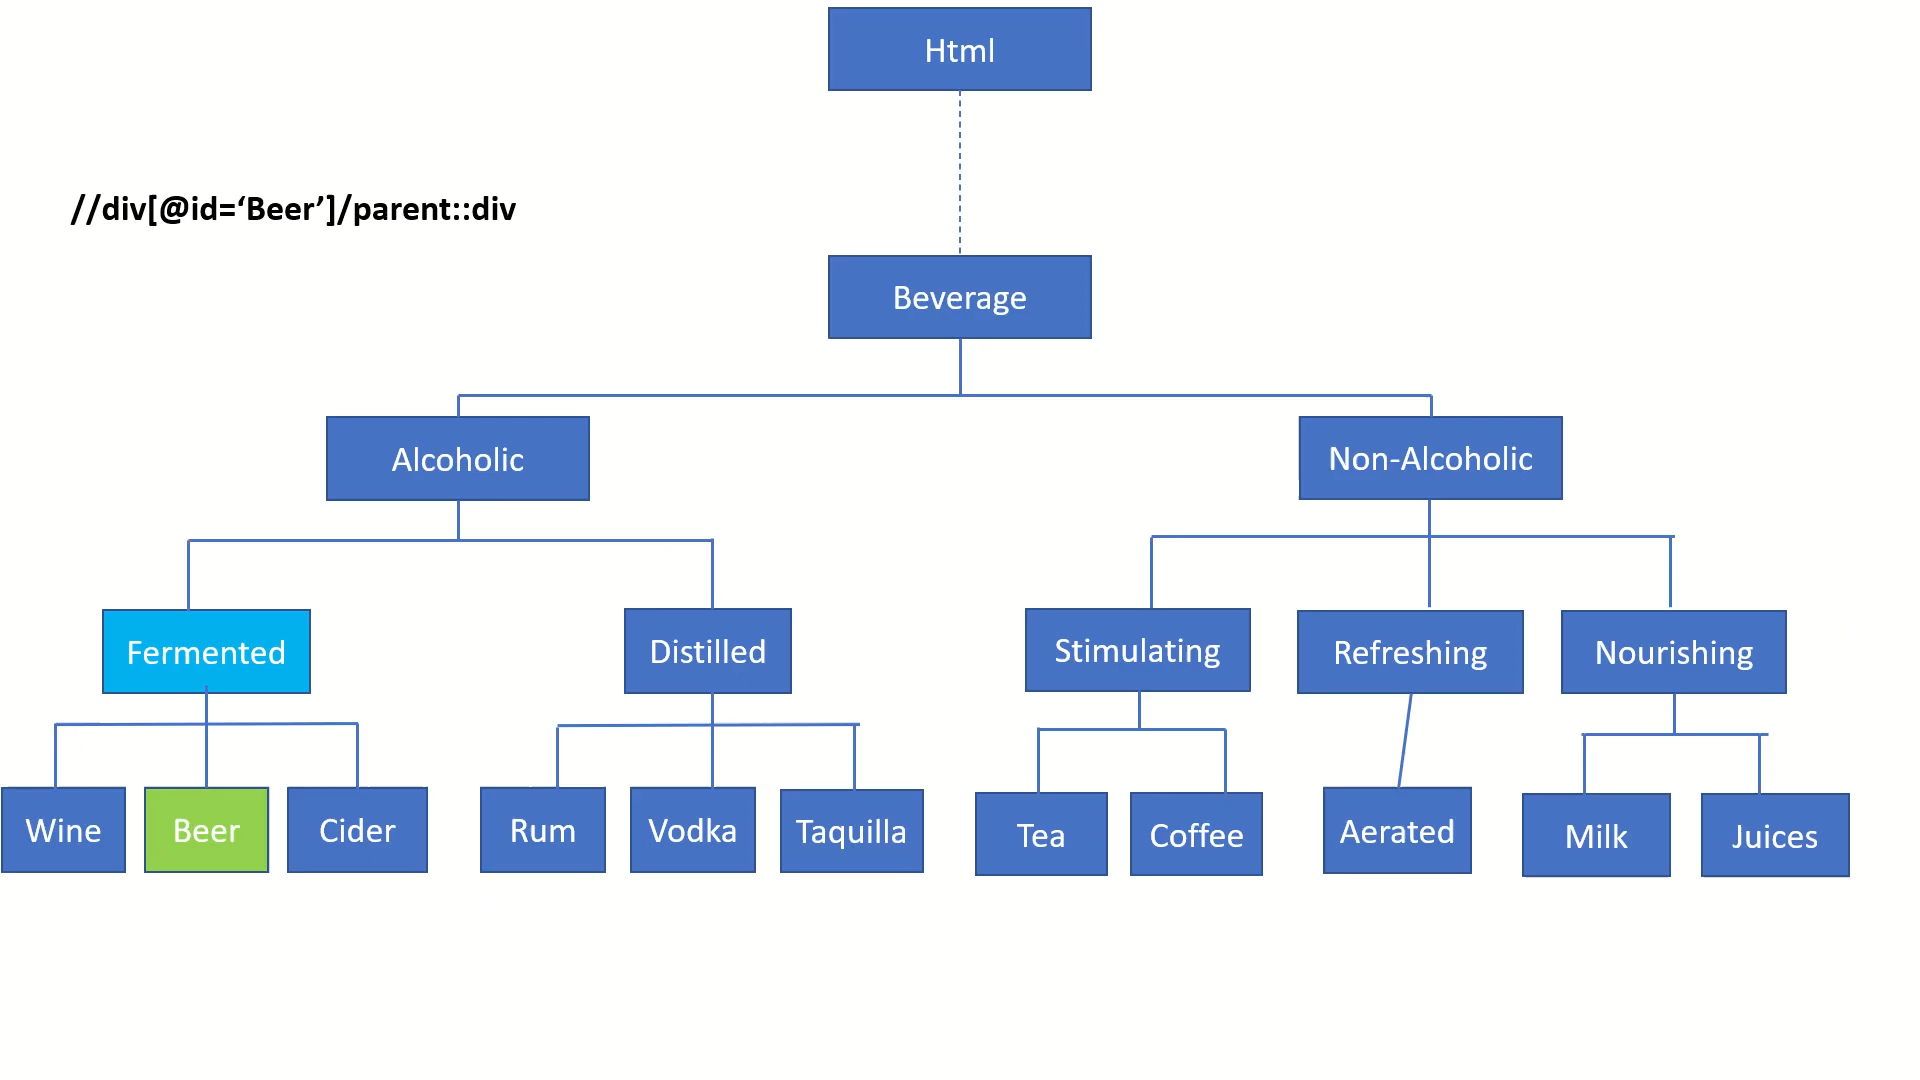 Html
//div[@id=‘Beer’]/parent::div
Beverage
Alcoholic
Non-Alcoholic
Fermented
Distilled
Stimulating
Refreshing
Nourishing
Wine
Beer
Cider
Rum
Vodka
Taquilla
Tea
Coffee
Aerated
Milk
Juices